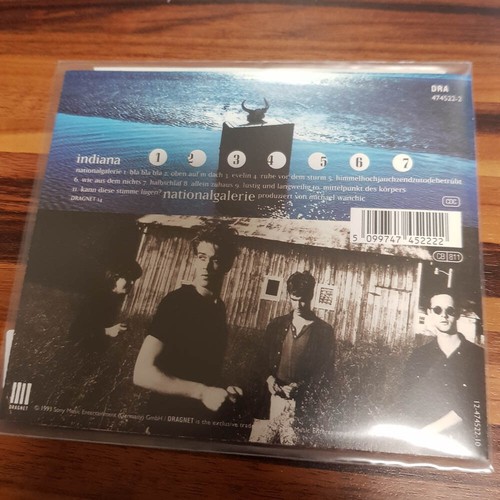 DRA
474522-2
indiana
1 2 3 4 5 6 7
nationalgalerie 1. bla bla bla 2. oben auf'm dach 3. evelin 4. ruhe vor dem sturm 5. himmelhochjauchzendzutodebetrübt
6. wie aus dem nichts 7. halbschlaf 8. allein zuhaus 9. lustig und langweilig 10. mittelpunkt des körpers
11. kann diese stimme lügen? nationalgalerie produziert von michael wanchic
DRAGNET 14
CDC
5 099747 452222
CB 811
DRAGNET
© 1993 Sony Music Entertainment (Germany) GmbH / DRAGNET is the exclusive trade
12-474522-10